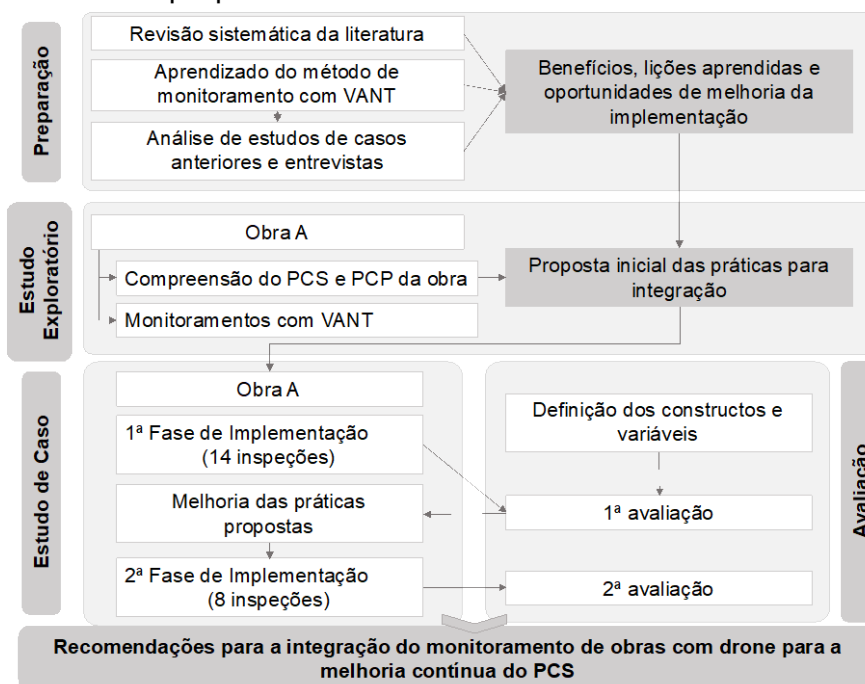 Preparação
Revisão sistemática da literatura
Aprendizado do método de
monitoramento com VANT
Análise de estudos de casos
anteriores e entrevistas
Benefícios, lições aprendidas e
oportunidades de melhoria da
implementação
Estudo
Exploratório
Obra A
Compreensão do PCS e PCP da obra
Monitoramentos com VANT
Proposta inicial das práticas para
integração
Estudo de Caso
Obra A
1ª Fase de Implementação
(14 inspeções)
Melhoria das práticas
propostas
2ª Fase de Implementação
(8 inspeções)
Definição dos constructos e
variáveis
1ª avaliação
2ª avaliação
Avaliação
Recomendações para a integração do monitoramento de obras com drone para a
melhoria contínua do PCS